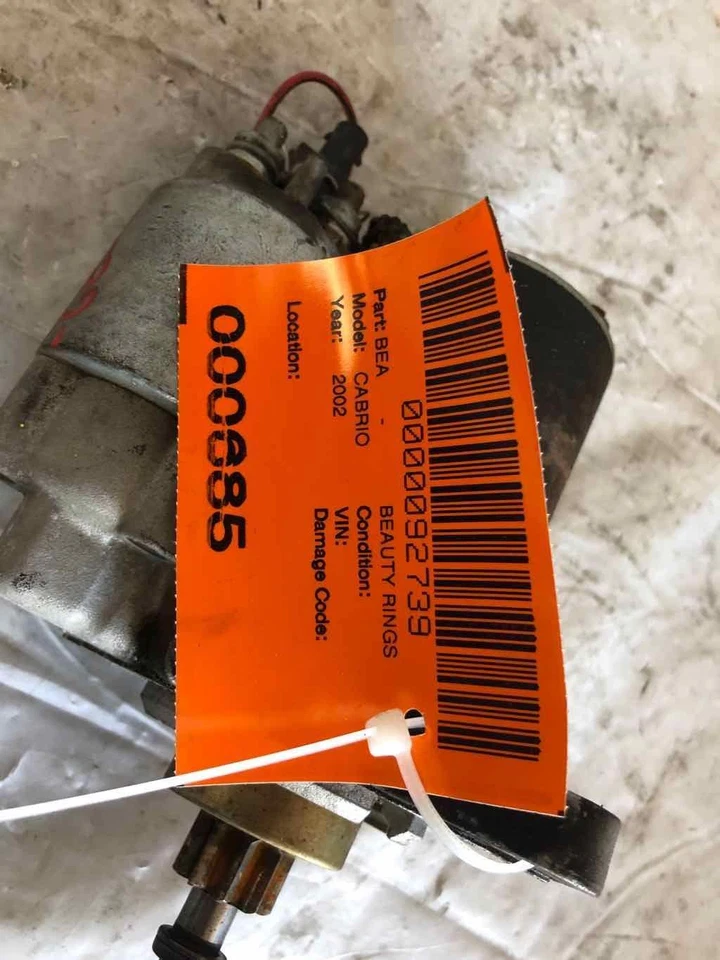 0000092739
Part: BEA - BEAUTY RINGS
Model: CABRIO Condition:
Year: 2002 VIN:
Damage Code:
Location:
000685